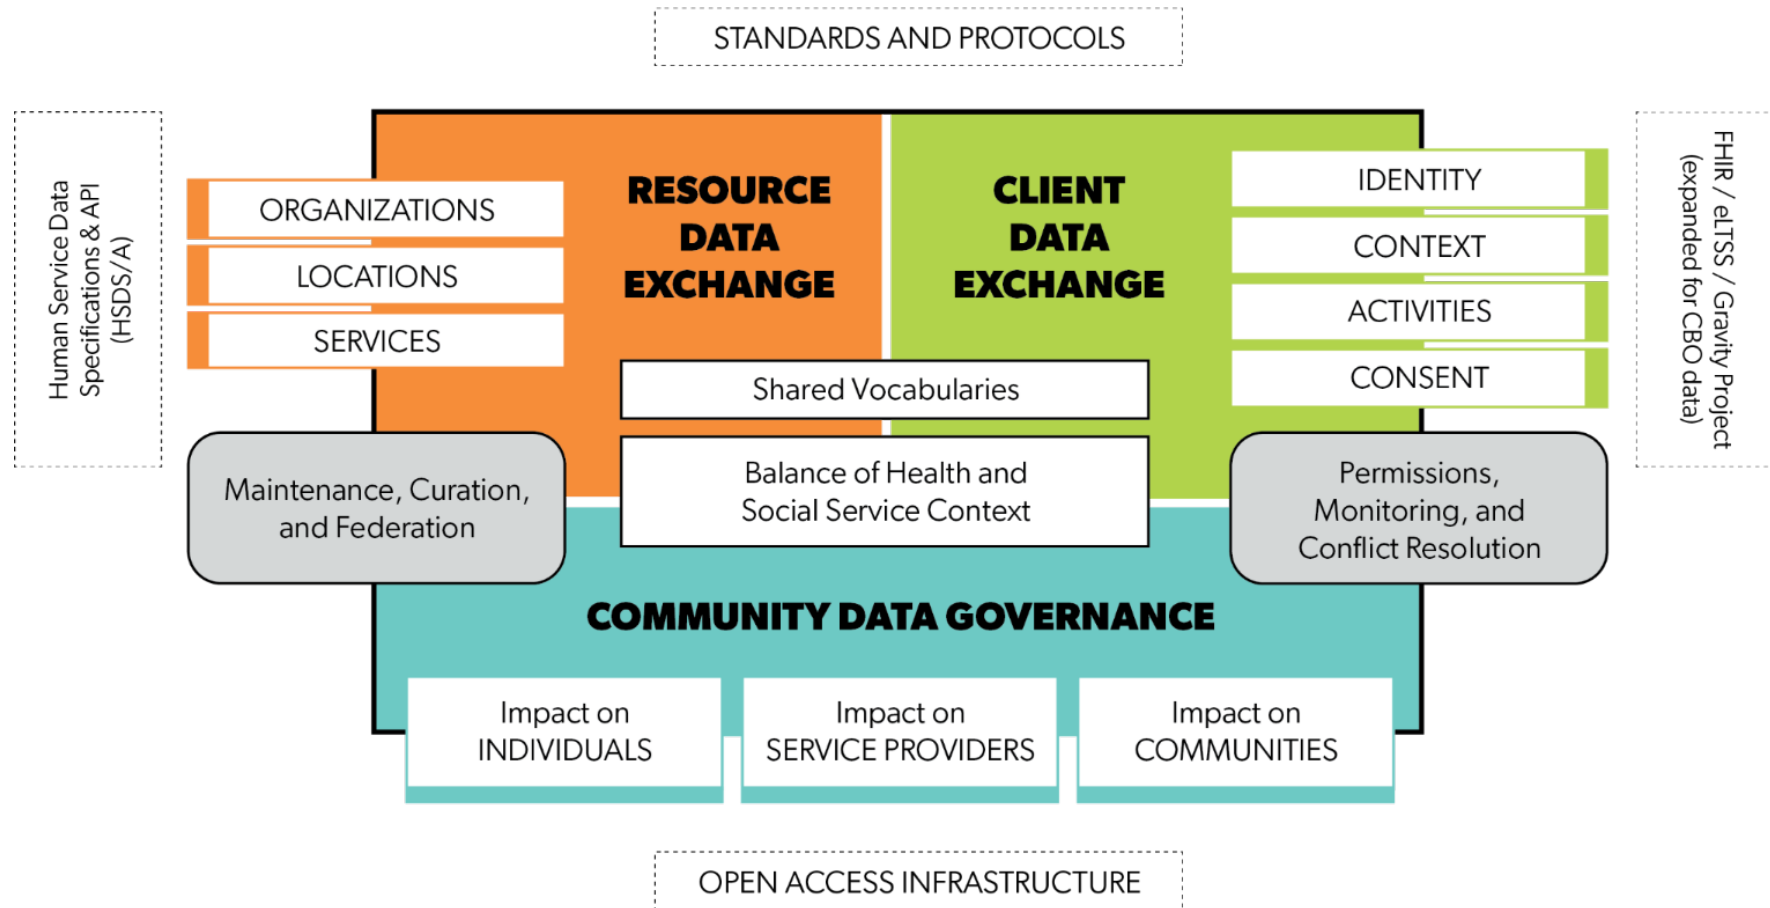 STANDARDS AND PROTOCOLS
Human Service Data
Specifications & API
(HSDS/A)
ORGANIZATIONS
LOCATIONS
SERVICES
RESOURCE
DATA
EXCHANGE
CLIENT
DATA
EXCHANGE
IDENTITY
CONTEXT
ACTIVITIES
CONSENT
FHIR / eLTSS / Gravity Project
(expanded for CBO data)
Shared Vocabularies
Balance of Health and
Social Service Context
Maintenance, Curation,
and Federation
Permissions,
Monitoring, and
Conflict Resolution
COMMUNITY DATA GOVERNANCE
Impact on
INDIVIDUALS
Impact on
SERVICE PROVIDERS
Impact on
COMMUNITIES
OPEN ACCESS INFRASTRUCTURE